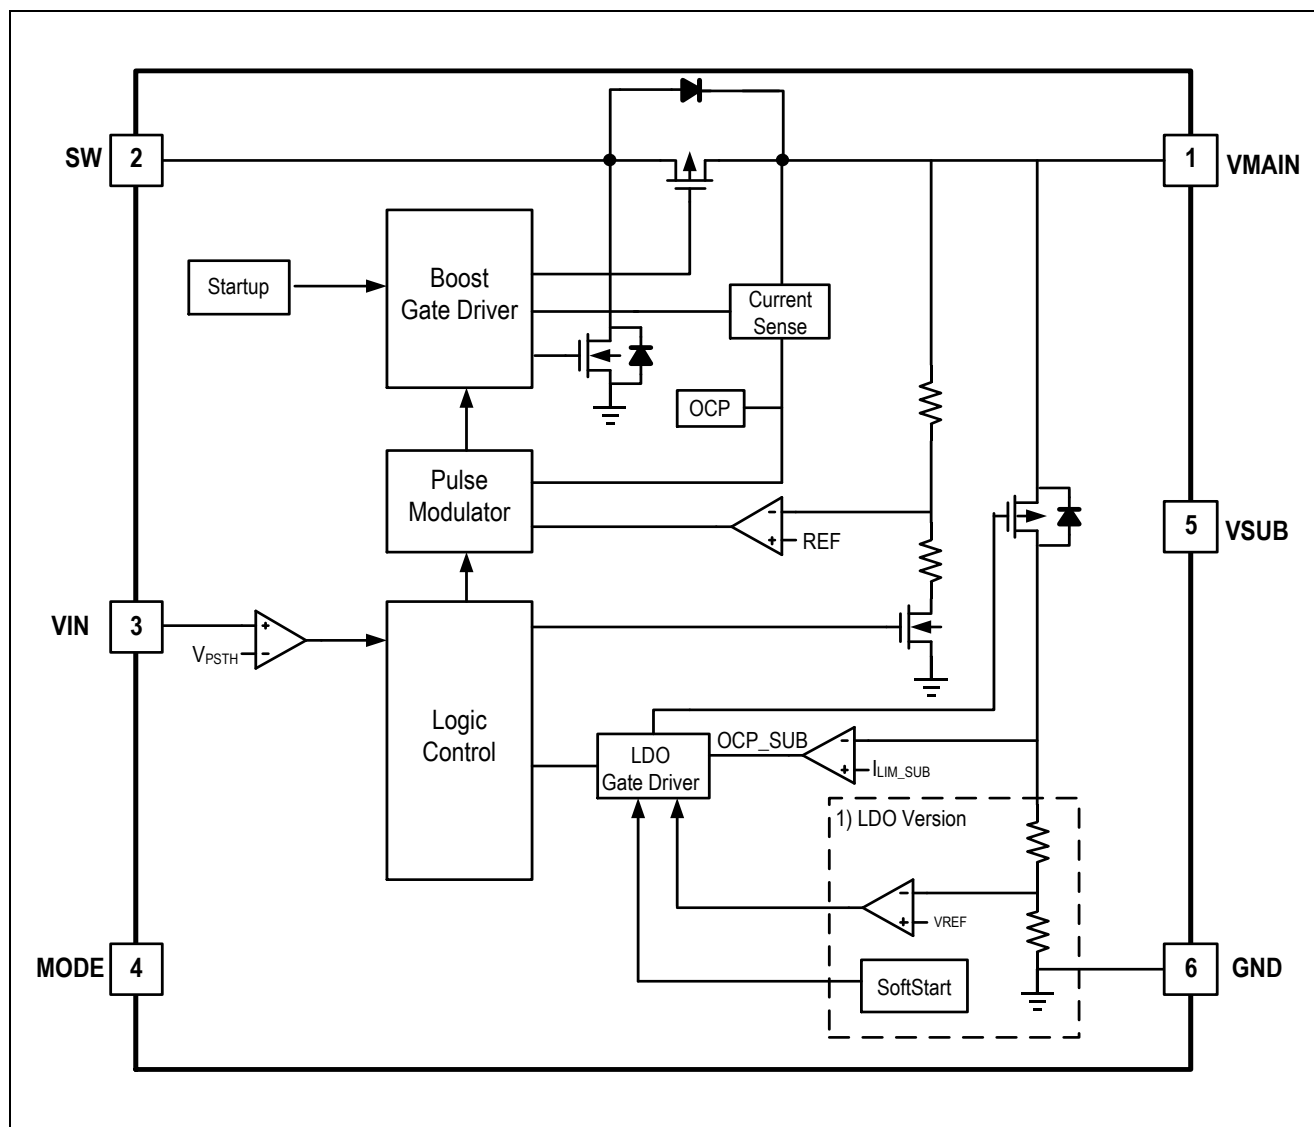 SW
2
1
VMAIN
Startup
Boost
Gate Driver
Current
Sense
OCP
Pulse
Modulator
-
+
REF
5
VSUB
VIN
3
+
-
VPSTH
Logic
Control
LDO
Gate Driver
OCP_SUB
-
+
ILIM_SUB
1) LDO Version
-
+
VREF
MODE
4
SoftStart
6
GND